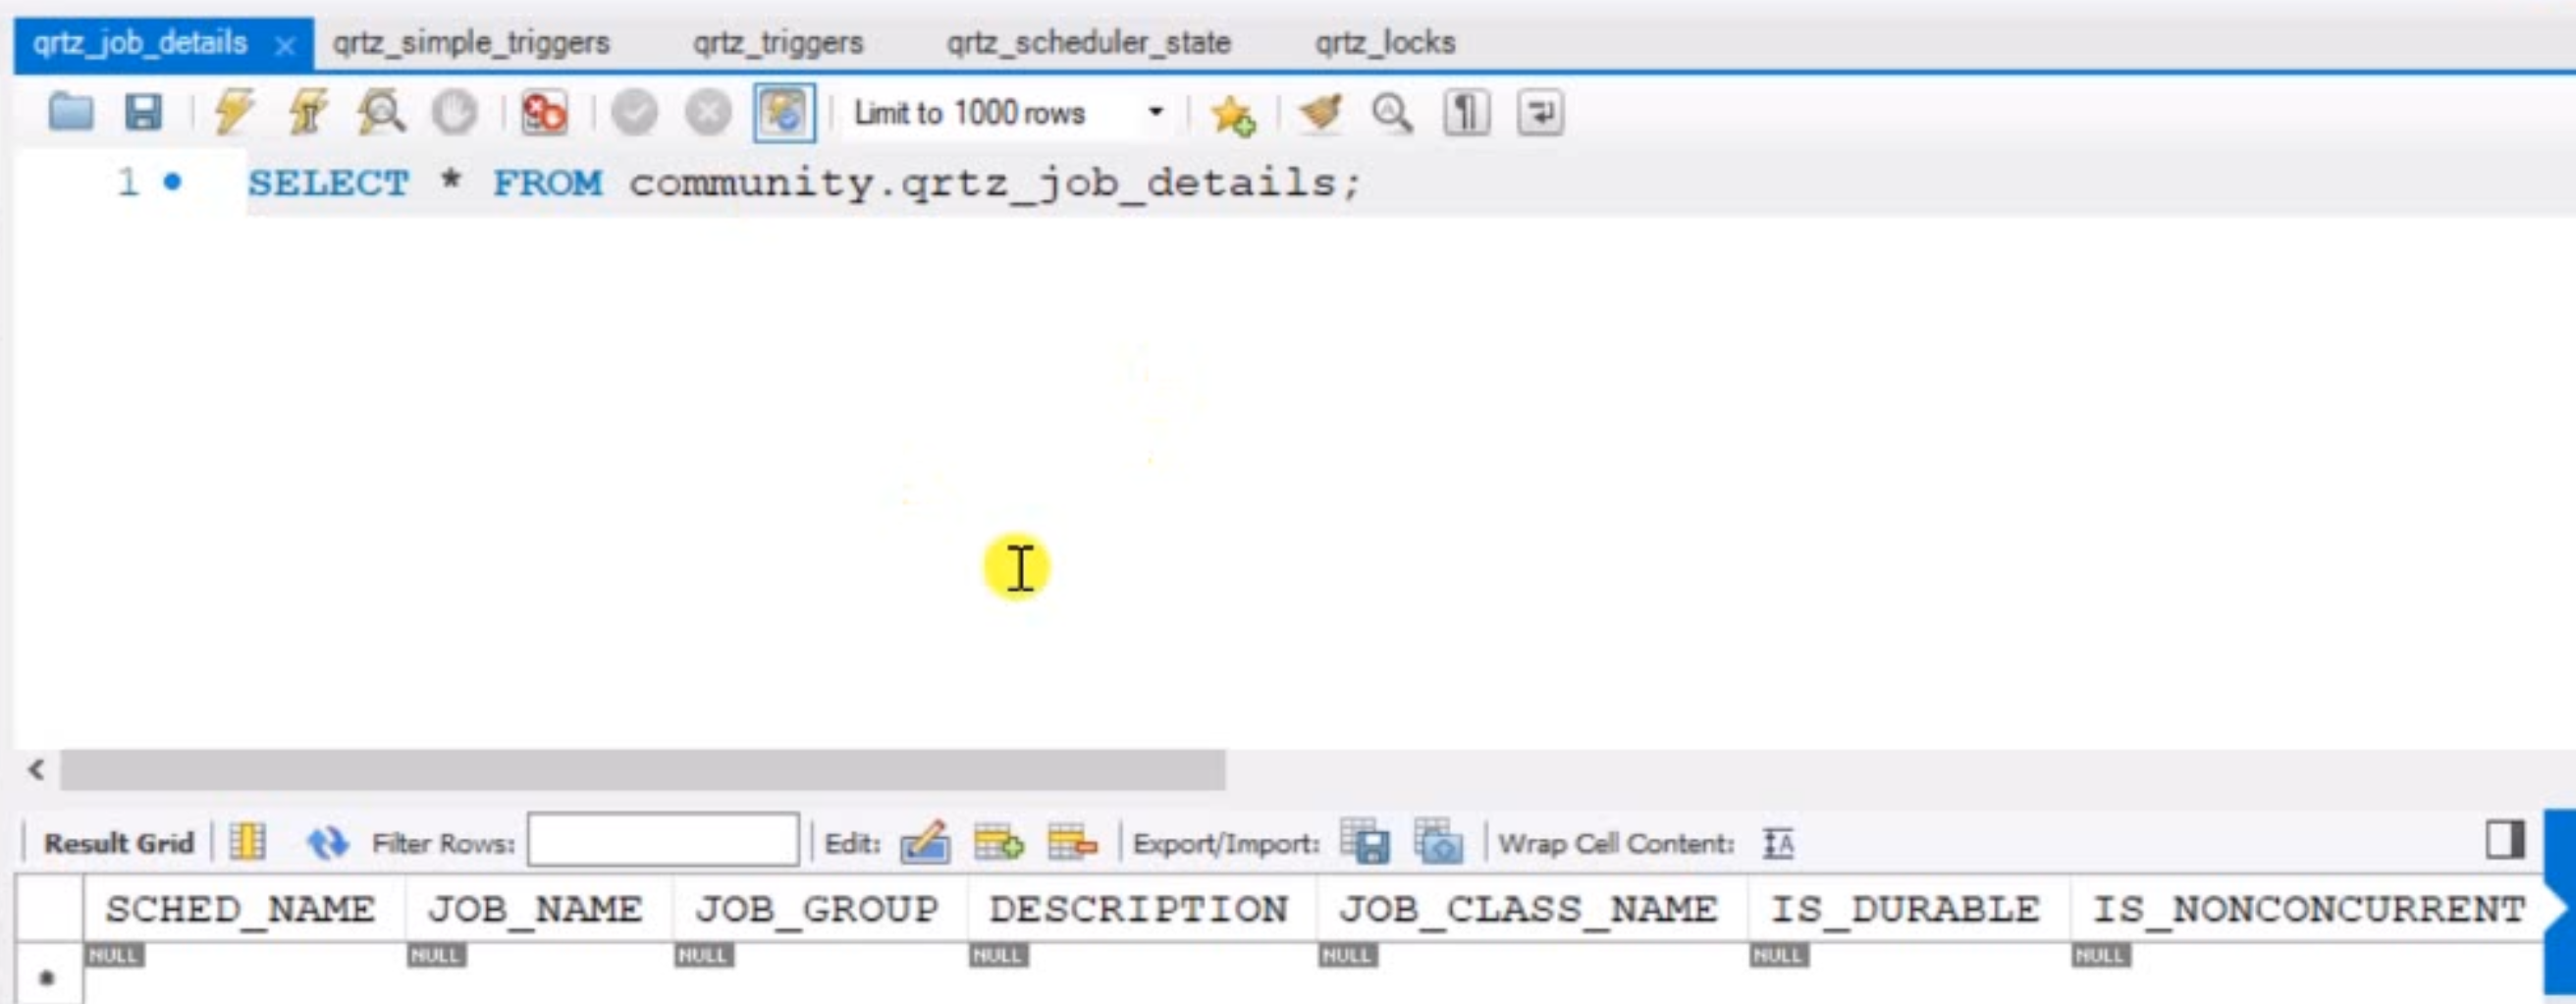 qrtz_job_details qrtz_simple_triggers qrtz_triggers qrtz_scheduler_state qrtz_locks
Limit to 1000 rows
1 SELECT * FROM community.qrtz_job_details;
Result Grid Filter Rows: Edit: Export/Import: Wrap Cell Content:
SCHED_NAME JOB_NAME JOB_GROUP DESCRIPTION JOB_CLASS_NAME IS_DURABLE IS_NONCONCURRENT
NULL NULL NULL NULL NULL NULL NULL